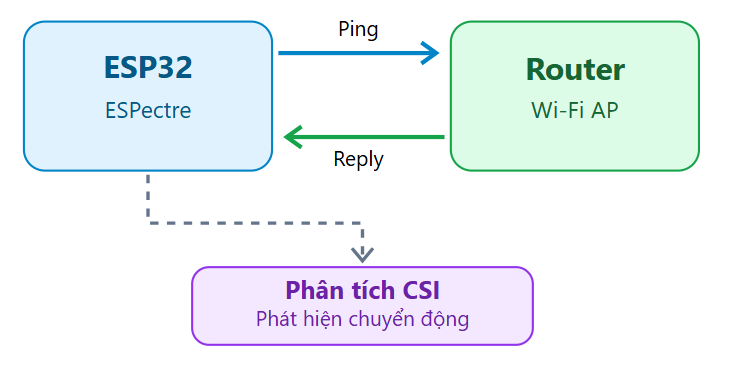 Ping
ESP32
ESPectre
Router
Wi-Fi AP
Reply
Phân tích CSI
Phát hiện chuyển động